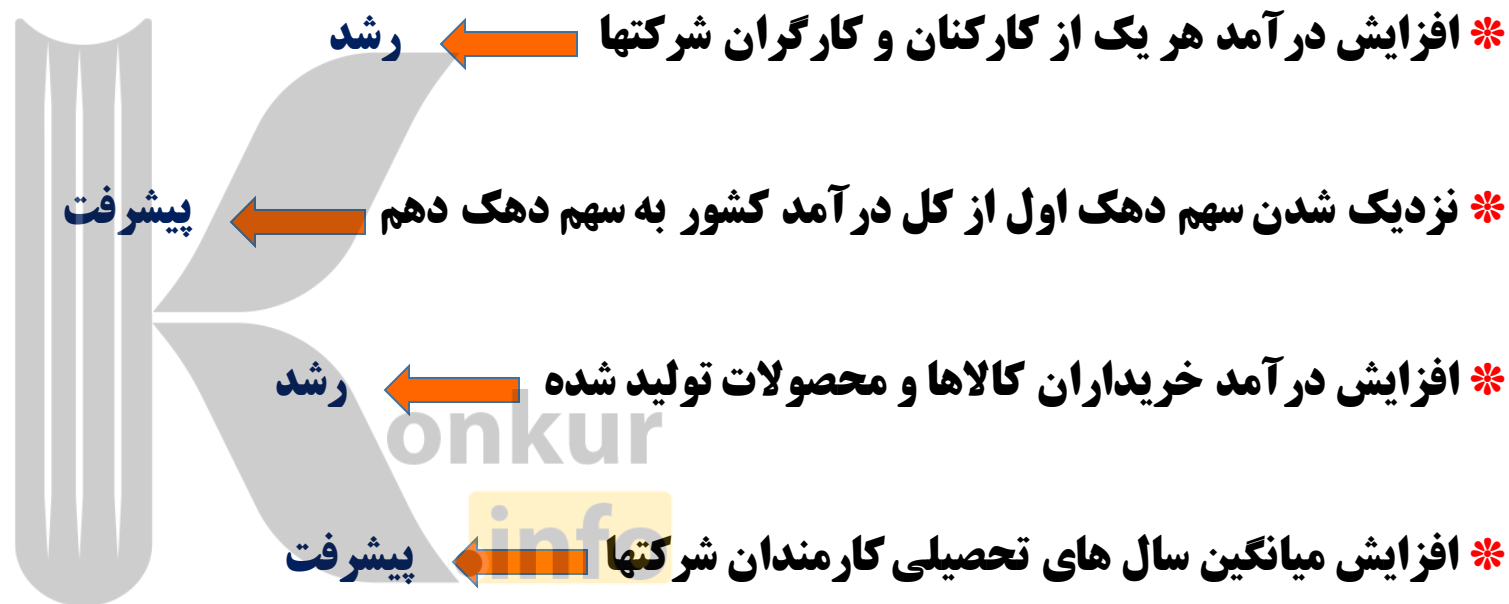 * افزایش درآمد هر یک از کارکنان و کارگران شرکتها رشد
* نزدیک شدن سهم دهک اول از کل درآمد کشور به سهم دهک دهم پیشرفت
* افزایش درآمد خریداران کالاها و محصولات تولید شده رشد
onkur
* افزایش میانگین سال های تحصیلی کارمندان شرکتها پیشرفت
info